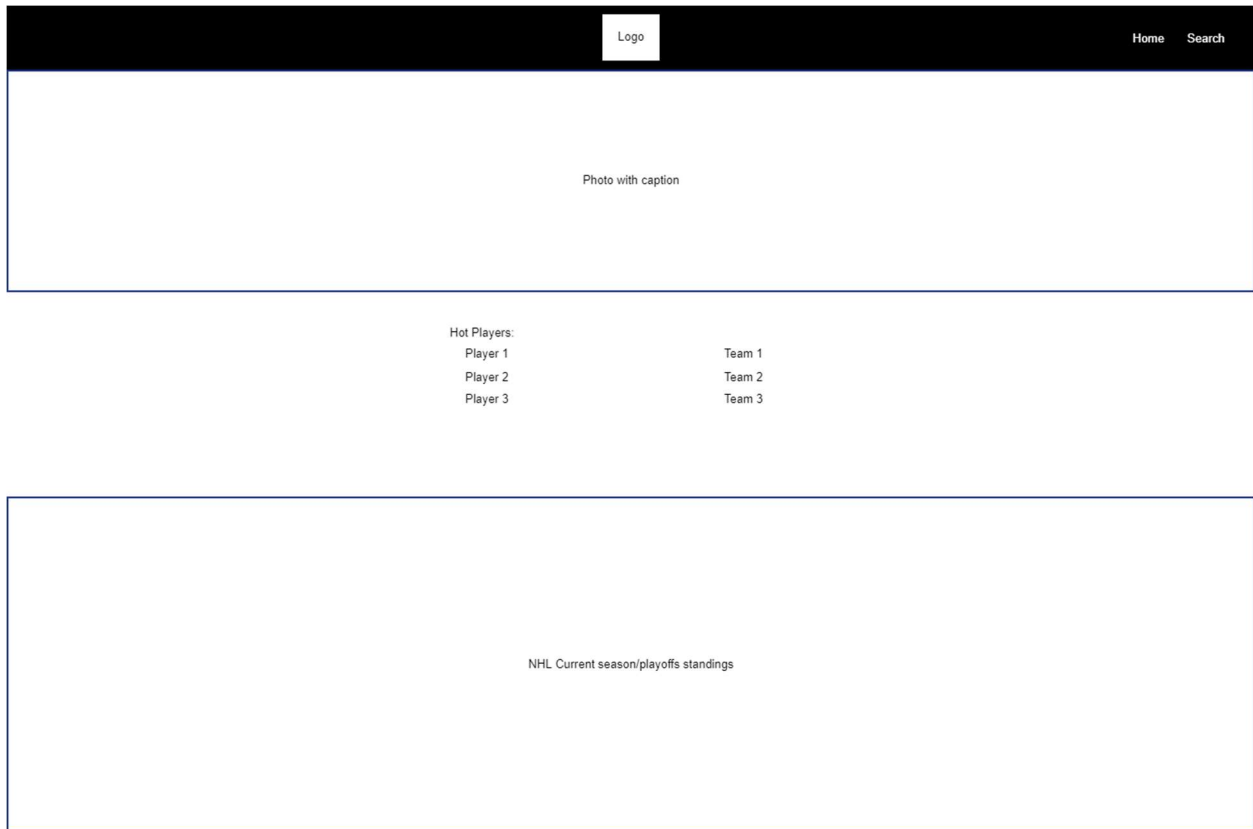 Logo
Home Search
Photo with caption
Hot Players:
Player 1 Team 1
Player 2 Team 2
Player 3 Team 3
NHL Current season/playoffs standings